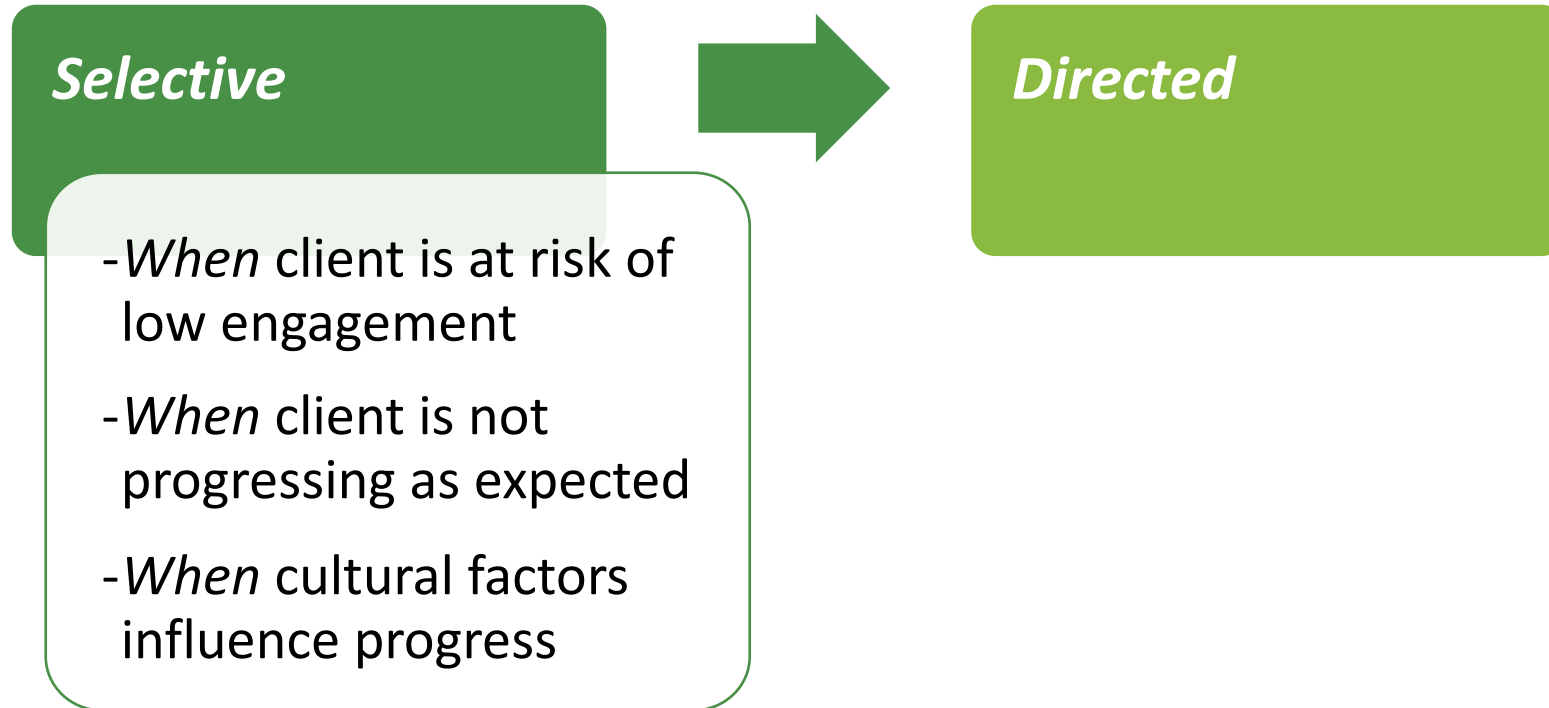 Selective
Directed
-When client is at risk of
low engagement
-When client is not
progressing as expected
-When cultural factors
influence progress